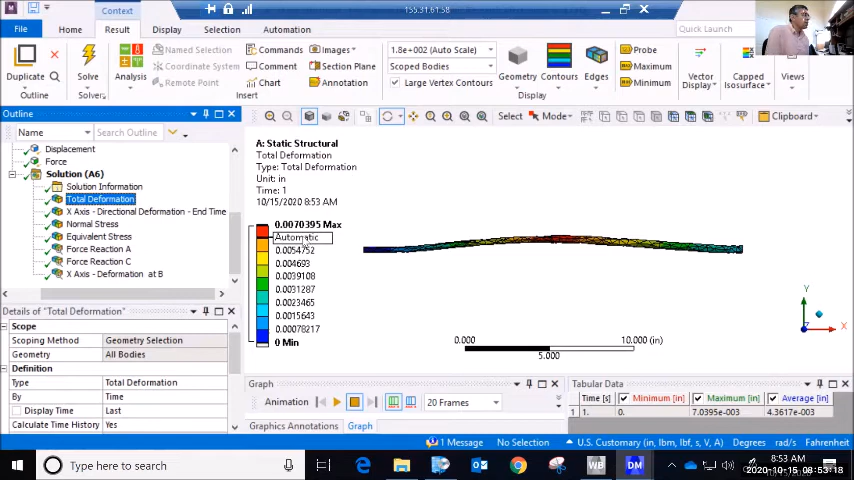 155.31.61.58
Context
File
Home
Result
Display
Selection
Automation
Quick Launch
Duplicate
Outline
Solve
Solver
Analysis
Named Selection
Coordinate System
Remote Point
Commands
Comment
Chart
Images
Section Plane
Annotation
Insert
1.8e+002 (Auto Scale)
Scoped Bodies
Large Vertex Contours
Geometry
Contours
Edges
Display
Probe
Maximum
Minimum
Vector
Display
Capped
Isosurface
Views
Outline
Select
Mode
Clipboard
Name
Search Outline
Displacement
Force
Solution (A6)
Solution Information
Total Deformation
X Axis - Directional Deformation - End Time
Normal Stress
Equivalent Stress
Force Reaction A
Force Reaction C
X Axis - Deformation at B
A: Static Structural
Total Deformation
Type: Total Deformation
Unit: in
Time: 1
10/15/2020 8:53 AM
0.0070395 Max
Automatic
0.0054752
0.004693
0.0039108
0.0031287
0.0023465
0.0015643
0.00078217
0 Min
0.000
10.000 (in)
5.000
Y
X
Z
Details of "Total Deformation"
Scope
Scoping Method Geometry Selection
Geometry All Bodies
Definition
Type Total Deformation
By Time
Display Time Last
Calculate Time History Yes
Graph
Animation
20 Frames
Graphics Annotations
Graph
Tabular Data
Time [s] Minimum [in] Maximum [in] Average [in]
1 1. 0. 7.0395e-003 4.3617e-003
1 Message
No Selection
U.S. Customary (in, lbm, lbf, s, V, A)
Degrees
rad/s
Fahrenheit
Type here to search
WB
DM
8:53 AM
2020-10-15 08:53:18